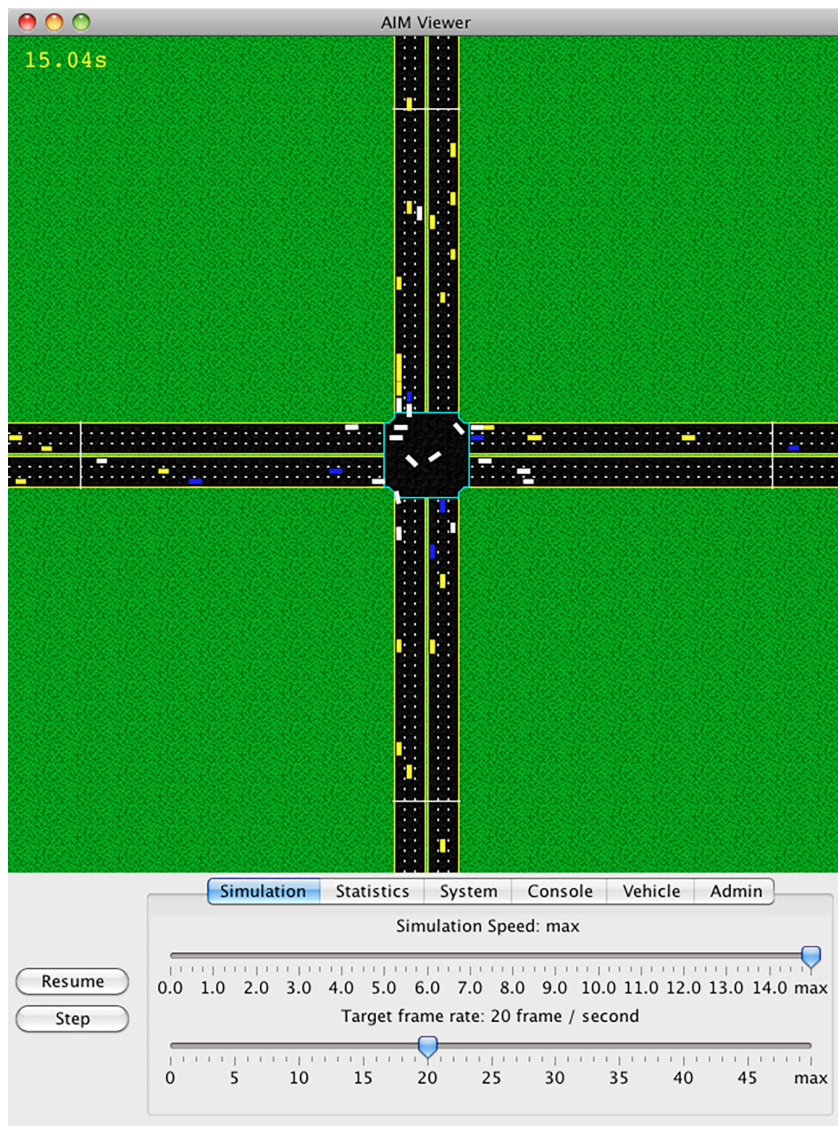 AIM Viewer
15.04s
Simulation Statistics System Console Vehicle Admin
Simulation Speed: max
Resume
0.0 1.0 2.0 3.0 4.0 5.0 6.0 7.0 8.0 9.0 10.0 11.0 12.0 13.0 14.0 max
Step
Target frame rate: 20 frame / second
0 5 10 15 20 25 30 35 40 45 max